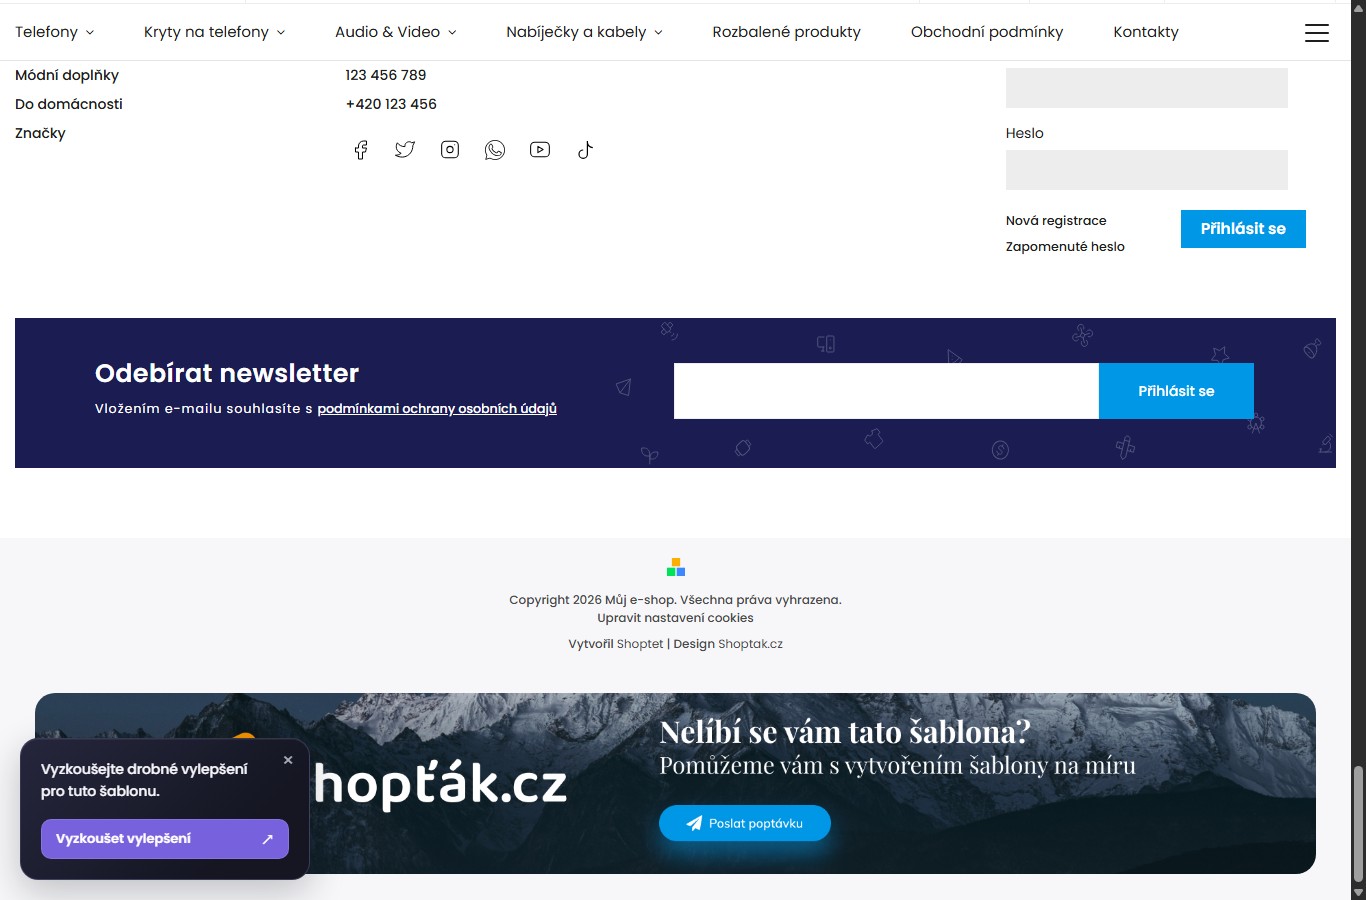 Telefony
Kryty na telefony
Audio & Video
Nabíječky a kabely
Rozbalené produkty
Obchodní podmínky
Kontakty
Módní doplňky
Do domácnosti
Značky
123 456 789
+420 123 456
Heslo
Nová registrace
Zapomenuté heslo
Přihlásit se
Odebírat newsletter
Vložením e-mailu souhlasíte s podmínkami ochrany osobních údajů
Přihlásit se
Copyright 2026 Můj e-shop. Všechna práva vyhrazena.
Upravit nastavení cookies
Vytvořil Shoptet | Design Shoptak.cz
hopťák.cz
Nelíbí se vám tato šablona?
Pomůžeme vám s vytvořením šablony na míru
Poslat poptávku
Vyzkoušejte drobné vylepšení
pro tuto šablonu.
×
Vyzkoušet vylepšení ↗